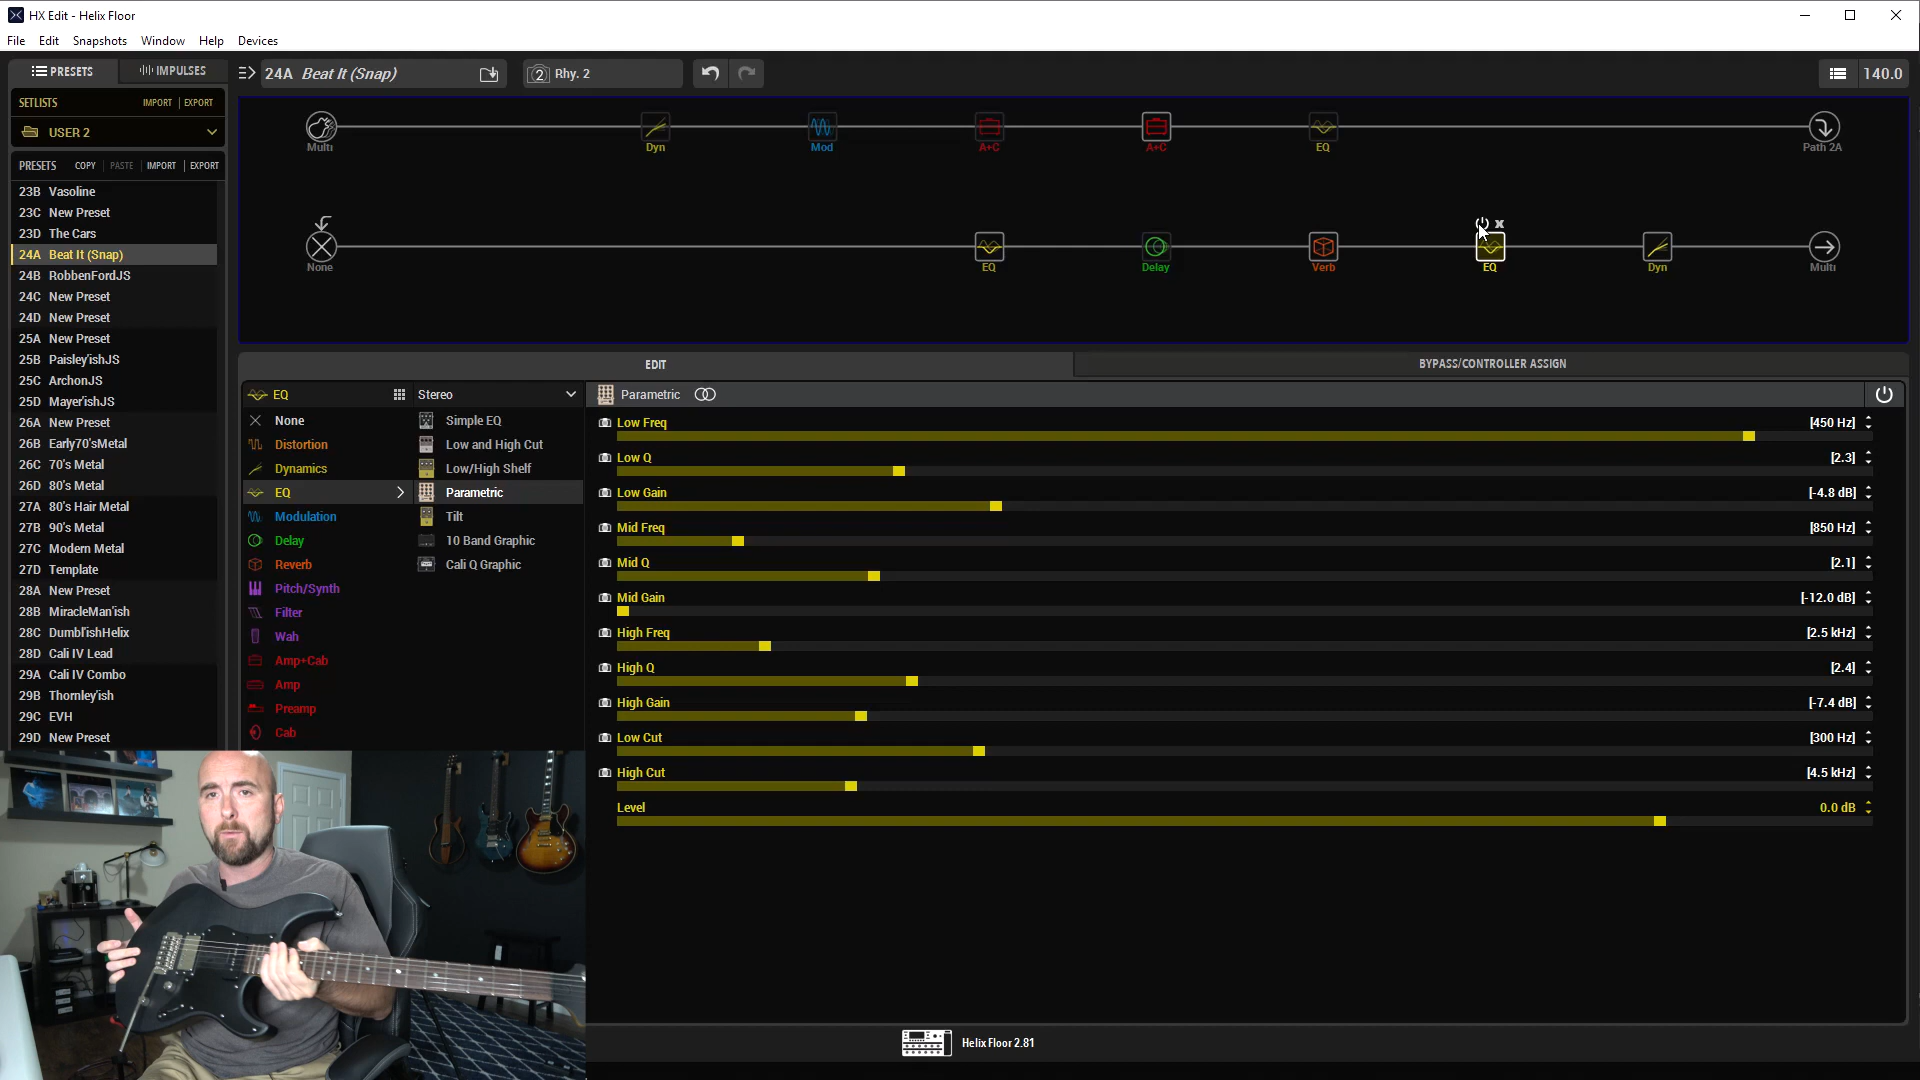 HX Edit - Helix Floor
File Edit Snapshots Window Help Devices
PRESETS IMPULSES
24A Beat It (Snap) 2 Rhy. 2 140.0
SETLISTS IMPORT | EXPORT
USER 2
PRESETS COPY PASTE | IMPORT | EXPORT
23B Vasoline
23C New Preset
23D The Cars
24A Beat It (Snap)
24B RobbenFordJS
24C New Preset
24D New Preset
25A New Preset
25B Paisley'ishJS
25C ArchonJS
25D Mayer'ishJS
26A New Preset
26B Early70'sMetal
26C 70's Metal
26D 80's Metal
27A 80's Hair Metal
27B 90's Metal
27C Modern Metal
27D Template
28A New Preset
28B MiracleMan'ish
28C Dumbl'ishHelix
28D Cali IV Lead
29A Cali IV Combo
29B Thornley'ish
29C EVH
29D New Preset
Multi Dyn Mod A+C A+C EQ Path 2A
None EQ Delay Verb EQ Dyn Multi
EDIT BYPASS/CONTROLLER ASSIGN
EQ Stereo
None
Distortion
Dynamics
EQ
Modulation
Delay
Reverb
Pitch/Synth
Filter
Wah
Amp+Cab
Amp
Preamp
Cab
Simple EQ
Low and High Cut
Low/High Shelf
Parametric
Tilt
10 Band Graphic
Cali Q Graphic
Parametric
Low Freq [450 Hz]
Low Q [2.3]
Low Gain [-4.8 dB]
Mid Freq [850 Hz]
Mid Q [2.1]
Mid Gain [-12.0 dB]
High Freq [2.5 kHz]
High Q [2.4]
High Gain [-7.4 dB]
Low Cut [300 Hz]
High Cut [4.5 kHz]
Level 0.0 dB
Helix Floor 2.81